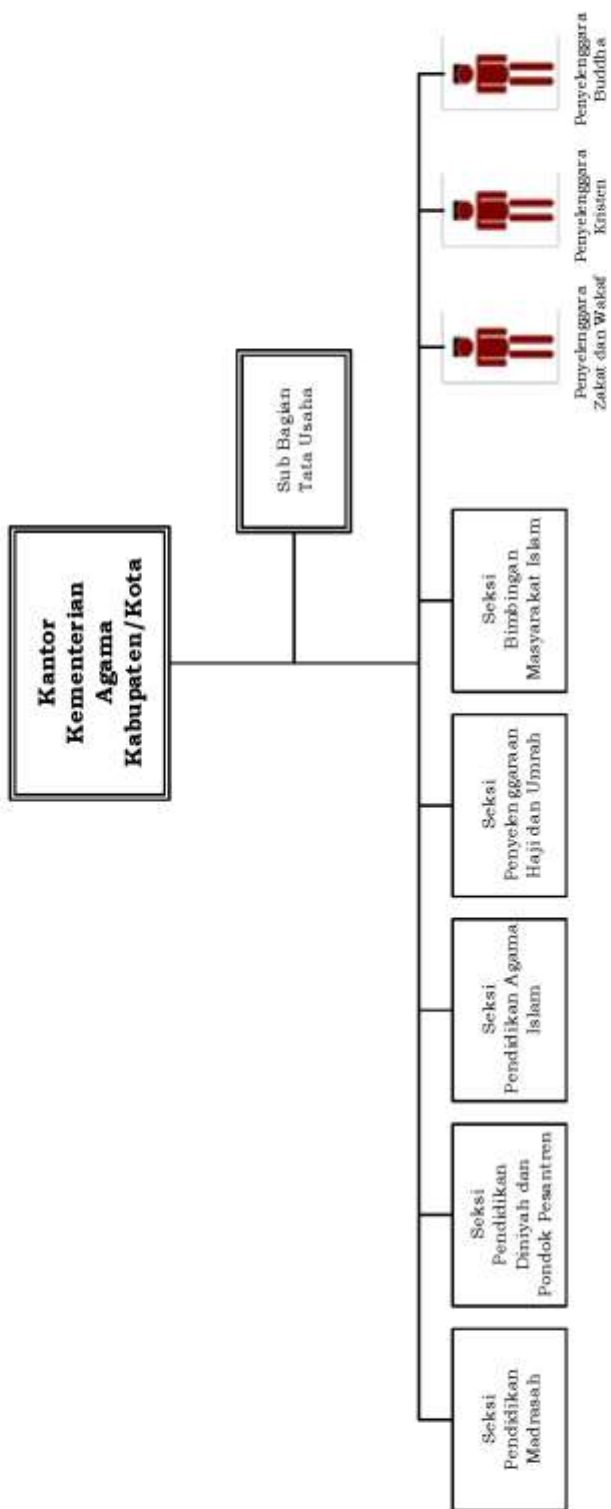 Kantor
Kementerian
Agama
Kabupaten/Kota
Sub Bagian
Tata Usaha
Seksi
Pendidikan
Madrasah
Seksi
Pendidikan
Diniyah dan
Pondok Pesantren
Seksi
Pendidikan Agama
Islam
Seksi
Penyelenggaraan
Haji dan Umrah
Seksi
Bimbingan
Masyarakat Islam
Penyelenggara
Zakat dan Wakaf
Penyelenggara
Kristen
Penyelenggara
Buddha